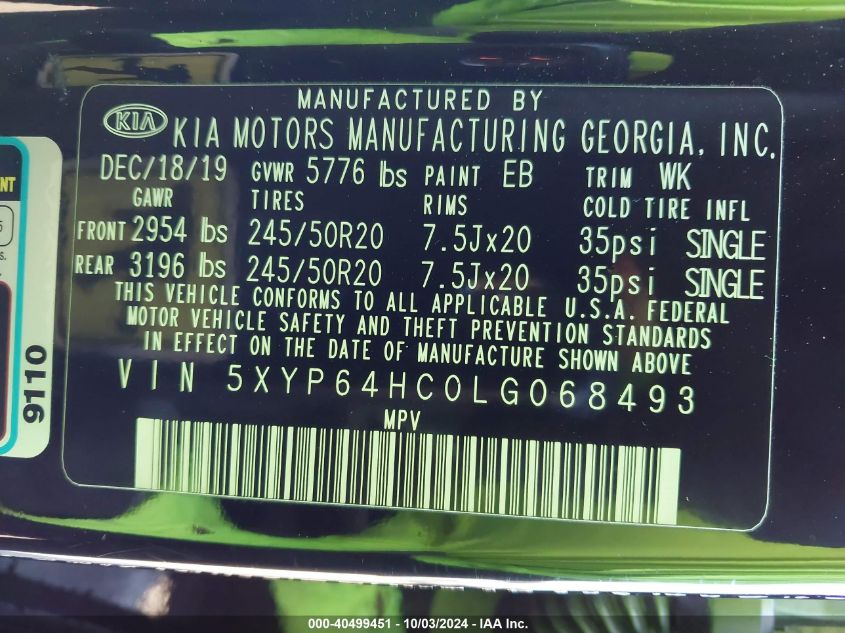 MANUFACTURED BY
KIA KIA MOTORS MANUFACTURING GEORGIA, INC.
DEC/18/19 GVWR 5776 lbs PAINT EB TRIM WK
GAWR TIRES RIMS COLD TIRE INFL
FRONT 2954 lbs 245/50R20 7.5Jx20 35psi SINGLE
REAR 3196 lbs 245/50R20 7.5Jx20 35psi SINGLE
THIS VEHICLE CONFORMS TO ALL APPLICABLE U.S.A. FEDERAL
MOTOR VEHICLE SAFETY AND THEFT PREVENTION STANDARDS
IN EFFECT ON THE DATE OF MANUFACTURE SHOWN ABOVE
VIN 5XYP64HC0LG068493
MPV
9110
000-40499451 - 10/03/2024 - IAA Inc.